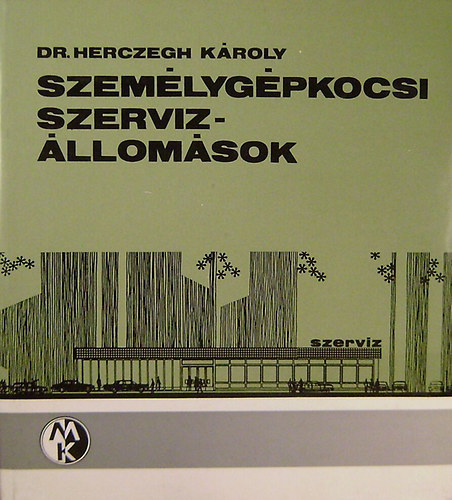 DR. HERCZEGH KÁROLY
SZEMÉLYGÉPKOCSI
SZERVIZ-
ÁLLOMÁSOK
szerviz
MK